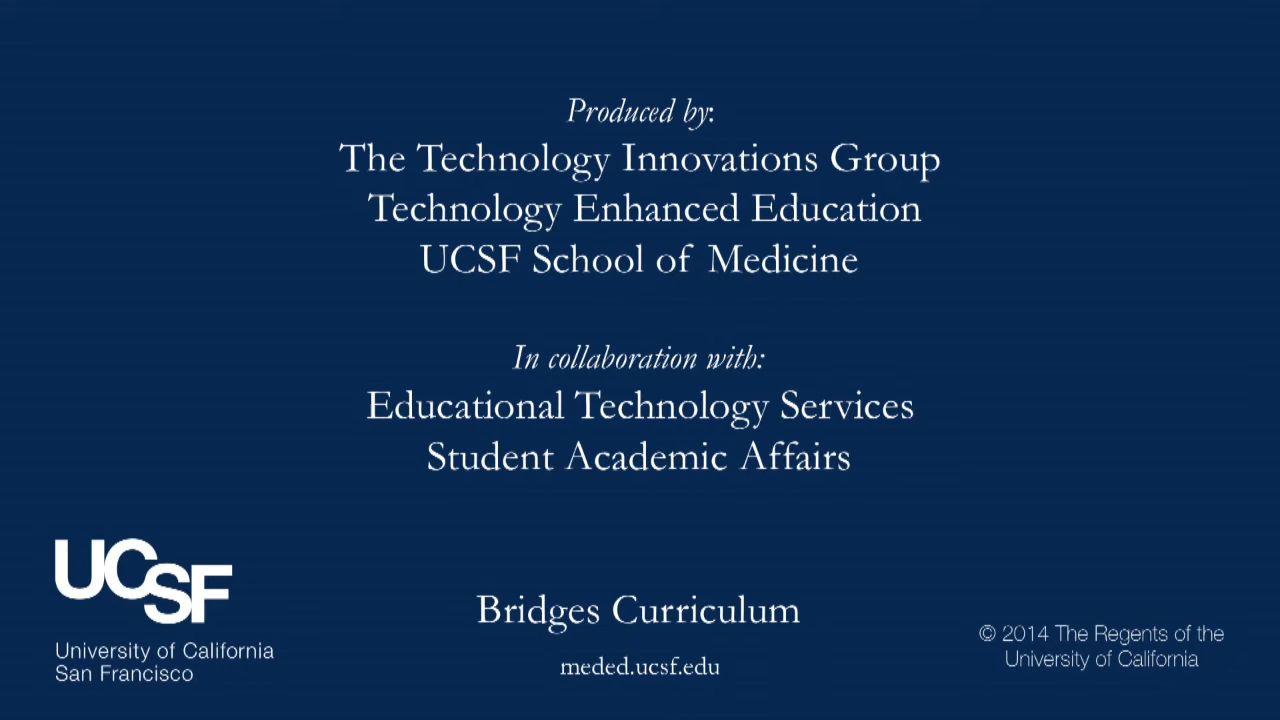 Produced by:
The Technology Innovations Group
Technology Enhanced Education
UCSF School of Medicine
In collaboration with:
Educational Technology Services
Student Academic Affairs
UCSF
University of California
San Francisco
Bridges Curriculum
meded.ucsf.edu
© 2014 The Regents of the
University of California